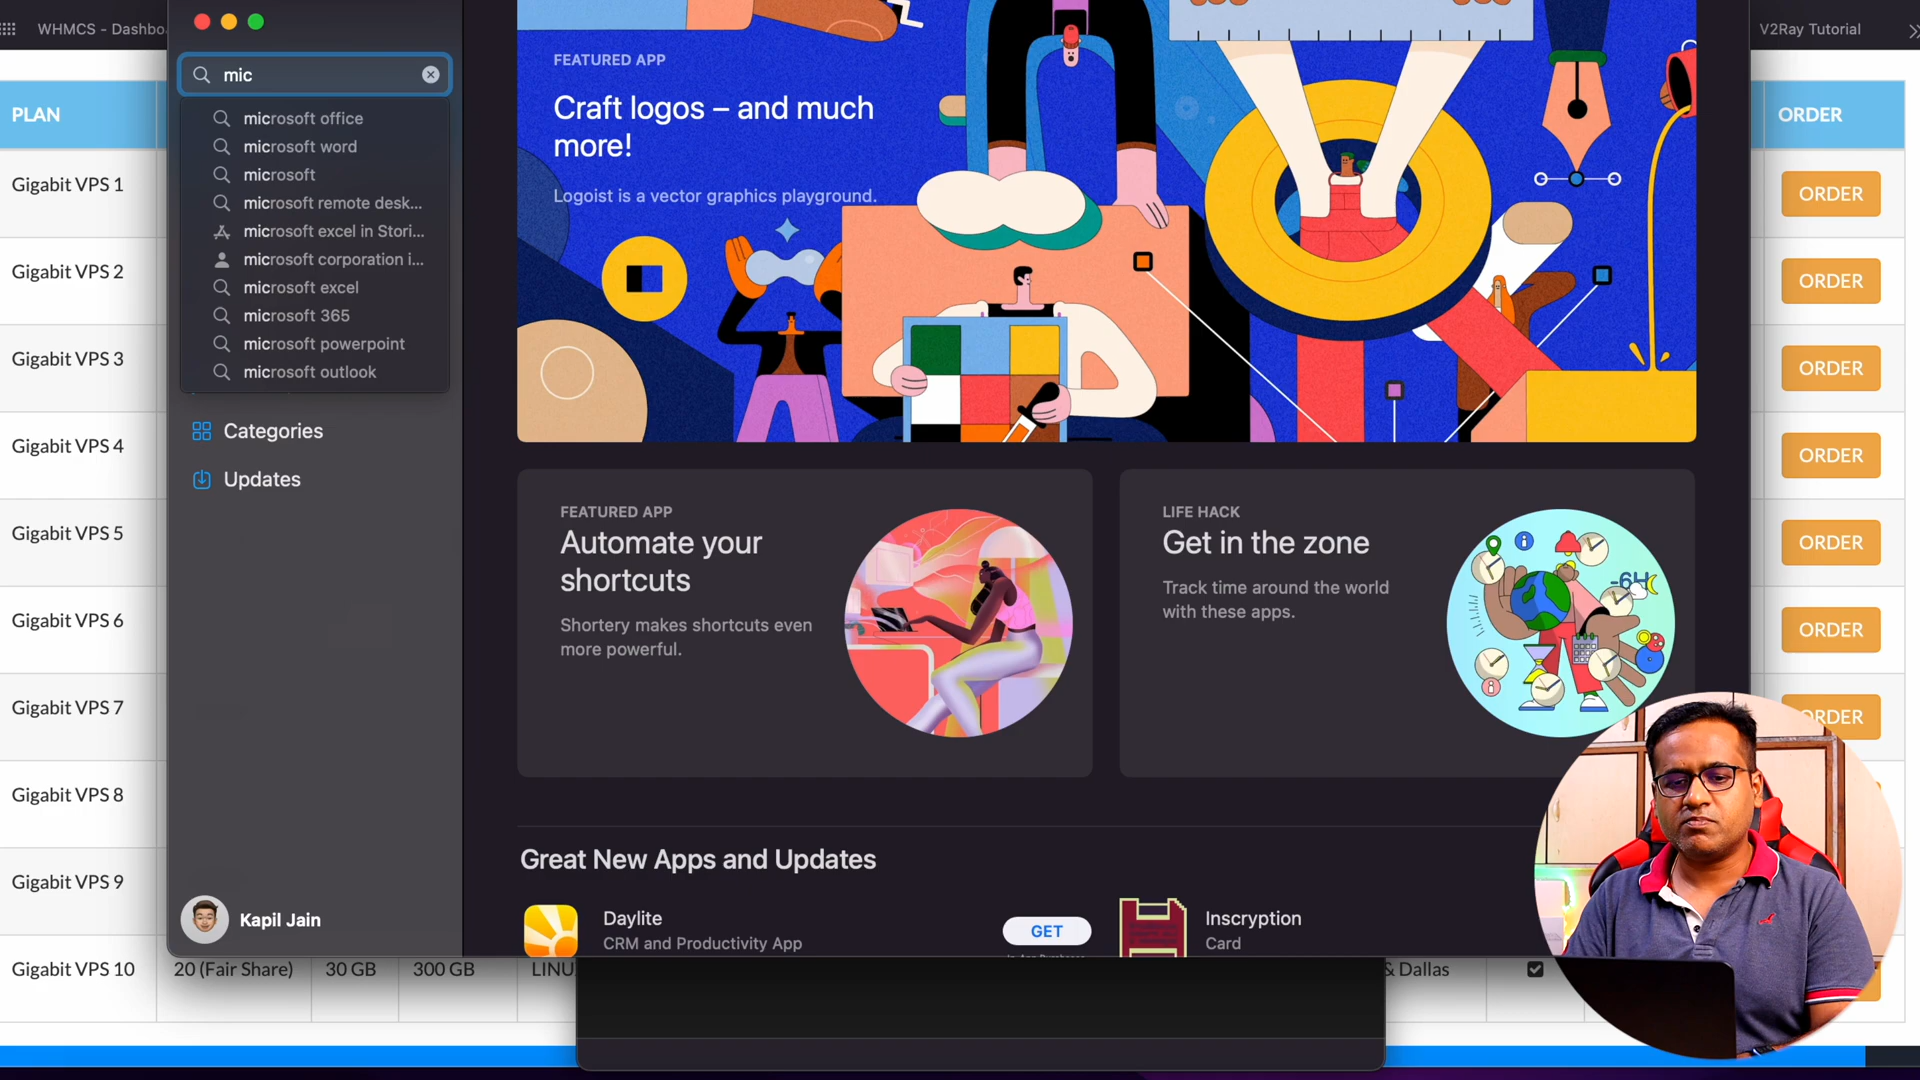 WHMCS - Dashbo
V2Ray Tutorial
mic
microsoft office
microsoft word
microsoft
microsoft remote desk...
microsoft excel in Stori...
microsoft corporation i...
microsoft excel
microsoft 365
microsoft powerpoint
microsoft outlook
Categories
Updates
Kapil Jain
FEATURED APP
Craft logos – and much
more!
Logoist is a vector graphics playground.
FEATURED APP
Automate your
shortcuts
Shortery makes shortcuts even
more powerful.
LIFE HACK
Get in the zone
Track time around the world
with these apps.
-6H
Great New Apps and Updates
Daylite
CRM and Productivity App
GET
Inscryption
Card
PLAN
ORDER
Gigabit VPS 1
ORDER
Gigabit VPS 2
ORDER
Gigabit VPS 3
ORDER
Gigabit VPS 4
ORDER
Gigabit VPS 5
ORDER
Gigabit VPS 6
ORDER
Gigabit VPS 7
ORDER
Gigabit VPS 8
Gigabit VPS 9
Gigabit VPS 10 20 (Fair Share) 30 GB 300 GB LINU & Dallas